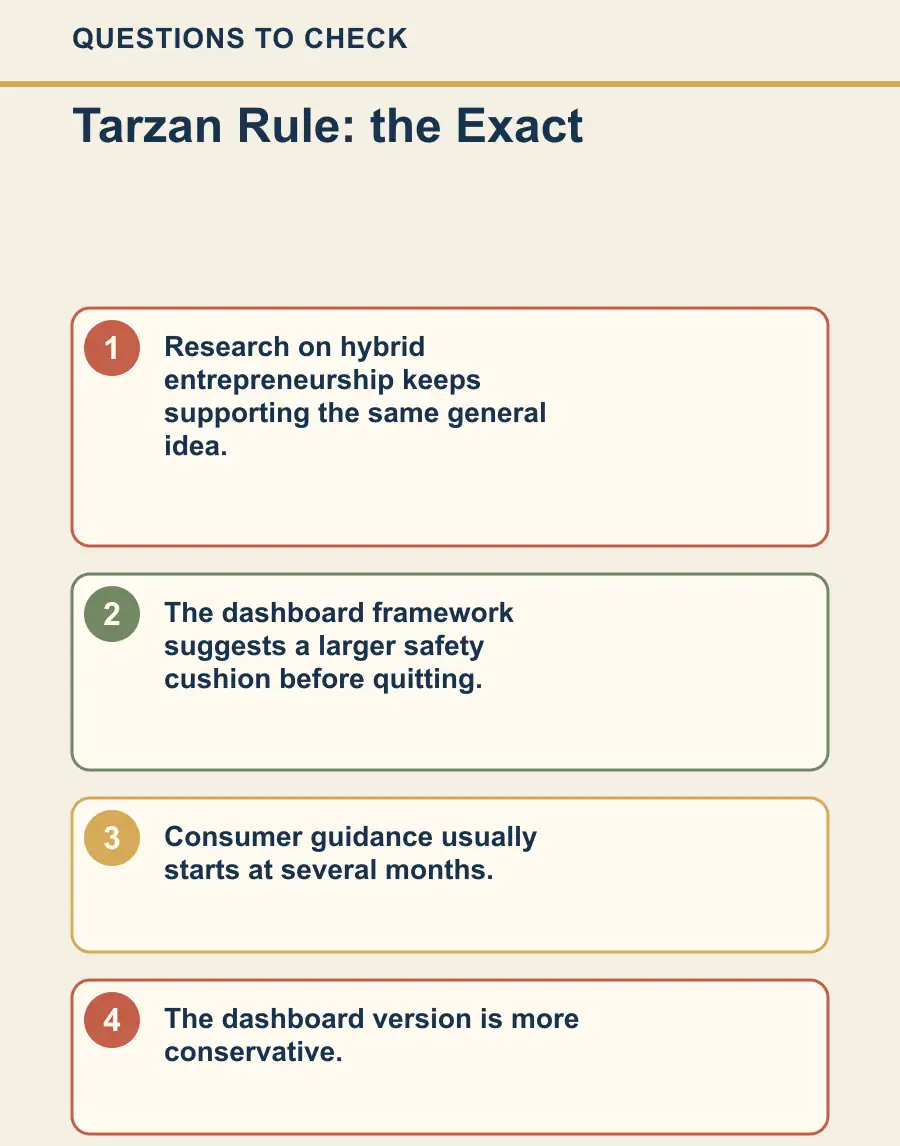 QUESTIONS TO CHECK
Tarzan Rule: the Exact
1
Research on hybrid
entrepreneurship keeps
supporting the same general
idea.
2
The dashboard framework
suggests a larger safety
cushion before quitting.
3
Consumer guidance usually
starts at several months.
4
The dashboard version is more
conservative.